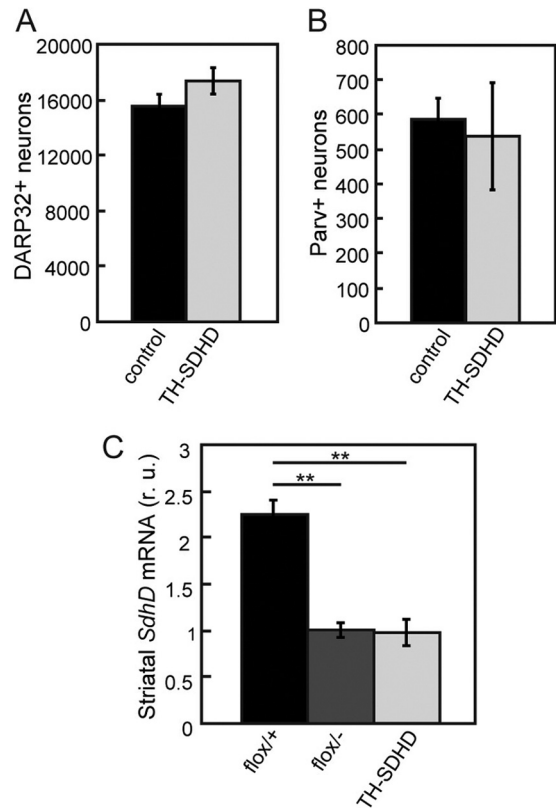 A
DARP32+ neurons
20000
16000
12000
8000
4000
0
control
TH-SDHD
B
Parv+ neurons
800
700
600
500
400
300
200
100
0
control
TH-SDHD
C
Striatal SdhD mRNA (r. u.)
3
2.5
2
1.5
1
0.5
0
**
**
flox/+
flox/-
TH-SDHD